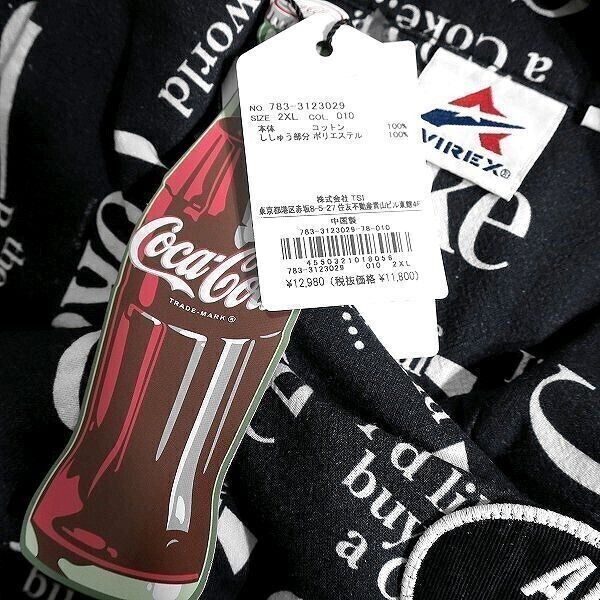 NO. 783-3123029
SIZE 2XL COL. 010
本体 コットン 100%
ししゅう部分 ポリエステル 100%
株式会社 TSI
東京都港区赤坂8-5-27 住友不動産青山ビル東館4F
中国製
783-3123029-78-010
4550321018056
783-3123029 010 2XL
¥12,980 (税抜価格 ¥11,800)
Coca-Cola
TRADE-MARK ®
AVIREX®
a Coke.
world
the
ke
I'd li
buy
a C
A